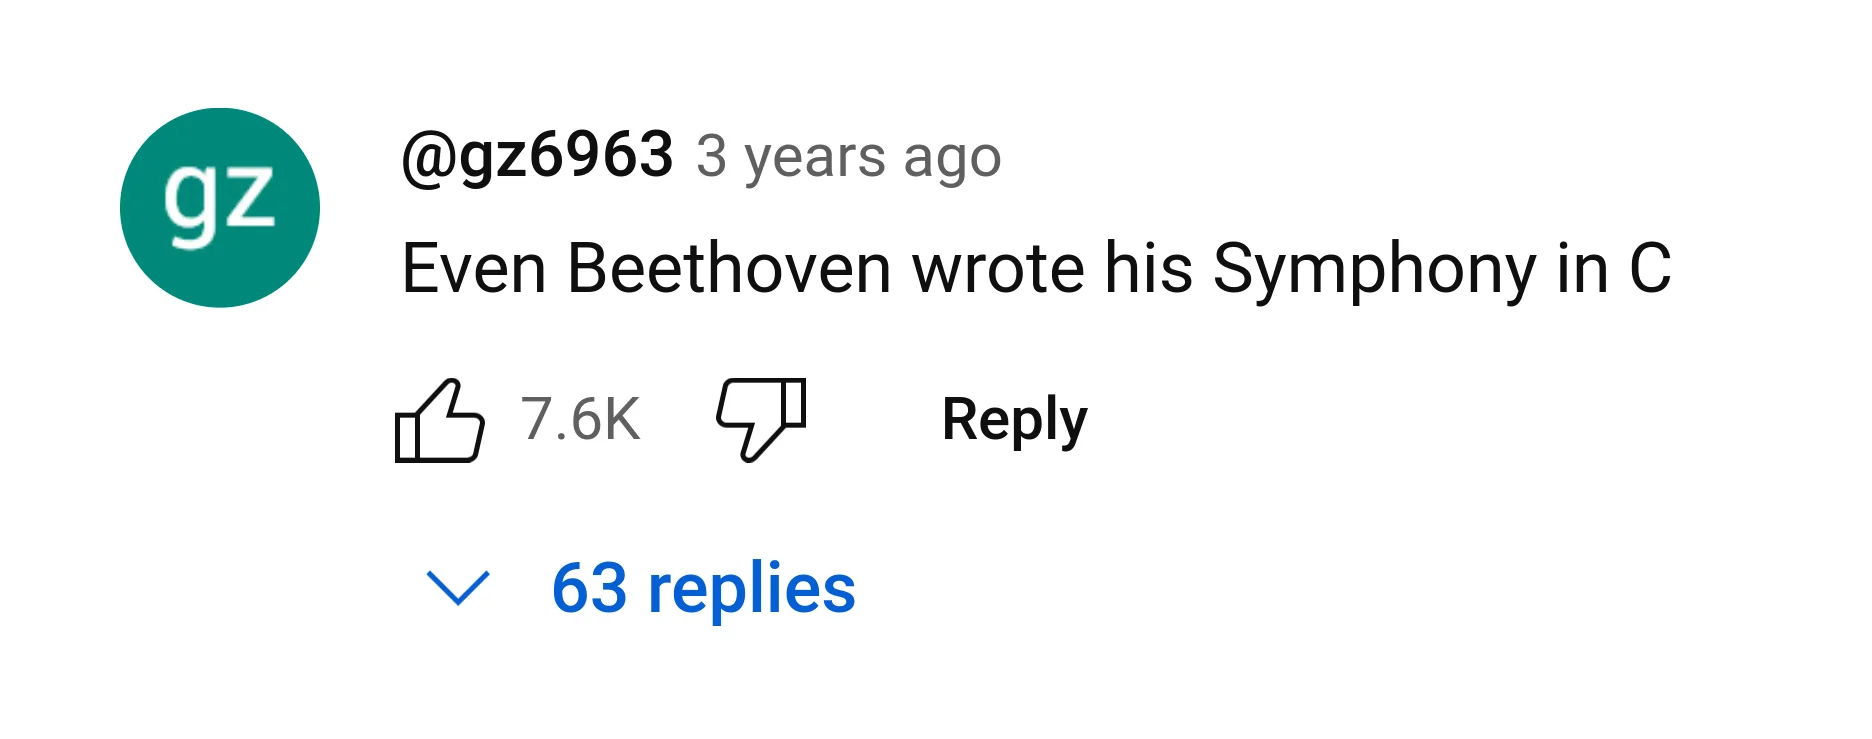 gz
@gz6963 3 years ago
Even Beethoven wrote his Symphony in C
7.6K Reply
63 replies